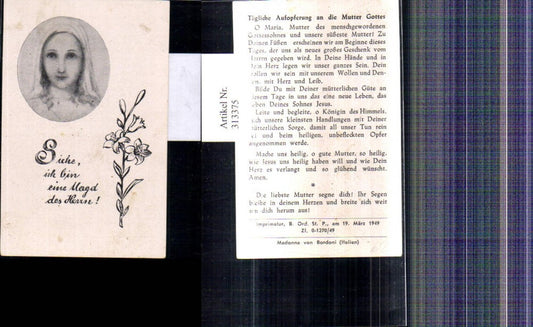 Siehe,
ich bin
eine Magd
des Herrn!
Artikel Nr.
313375
Tägliche Aufopferung an die Mutter Gottes
O Maria, Mutter des menschgewordenen
Gottessohnes und unsere süßeste Mutter! Zu
Deinen Füßen erscheinen wir am Beginne dieses
Tages, der uns als neues großes Geschenk vom
Herrn gegeben wird. In Deine Hände und in
Dein Herz legen wir unser ganzes Sein. Dein
wollen wir sein mit unserem Wollen und Den-
ken, mit Herz und Leib.
Bilde Du mit Deiner mütterlichen Güte an
diesem Tage in uns das eine neue Leben, das
Leben Deines Sohnes Jesus.
Leite und begleite, o Königin des Himmels,
auch unsere kleinsten Handlungen mit Deiner
mütterlichen Sorge, damit all unser Tun rein
sei und beim heiligen, unbefleckten Opfer
angenommen werde.
Mache uns heilig, o gute Mutter, so heilig,
wie Jesus uns heilig haben will und wie Dein
Herz es verlangt und so glühend wünscht.
Amen.
*
Die liebste Mutter segne dich! Ihr Segen
bleibe in deinem Herzen und breite sich weit
um dich herum aus!
Imprimatur, B. Ord. St. P., am 19. März 1949
Zl. 0-1270/49
Madonna von Bordoni (Italien)